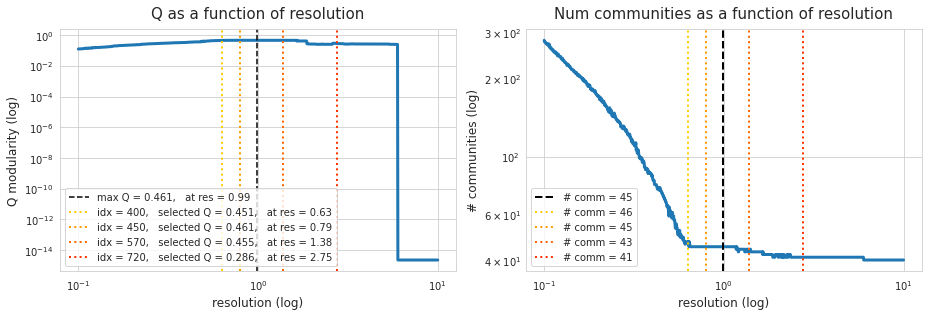 Q as a function of resolution
Q modularity (log)
10⁰
10⁻²
10⁻⁴
10⁻⁶
10⁻⁸
10⁻¹⁰
10⁻¹²
10⁻¹⁴
max Q = 0.461,   at res = 0.99
idx = 400,   selected Q = 0.451,   at res = 0.63
idx = 450,   selected Q = 0.461,   at res = 0.79
idx = 570,   selected Q = 0.455,   at res = 1.38
idx = 720,   selected Q = 0.286,   at res = 2.75
10⁻¹ 10⁰ 10¹
resolution (log)
Num communities as a function of resolution
# communities (log)
3 × 10²
2 × 10²
10²
6 × 10¹
4 × 10¹
# comm = 45
# comm = 46
# comm = 45
# comm = 43
# comm = 41
10⁻¹ 10⁰ 10¹
resolution (log)